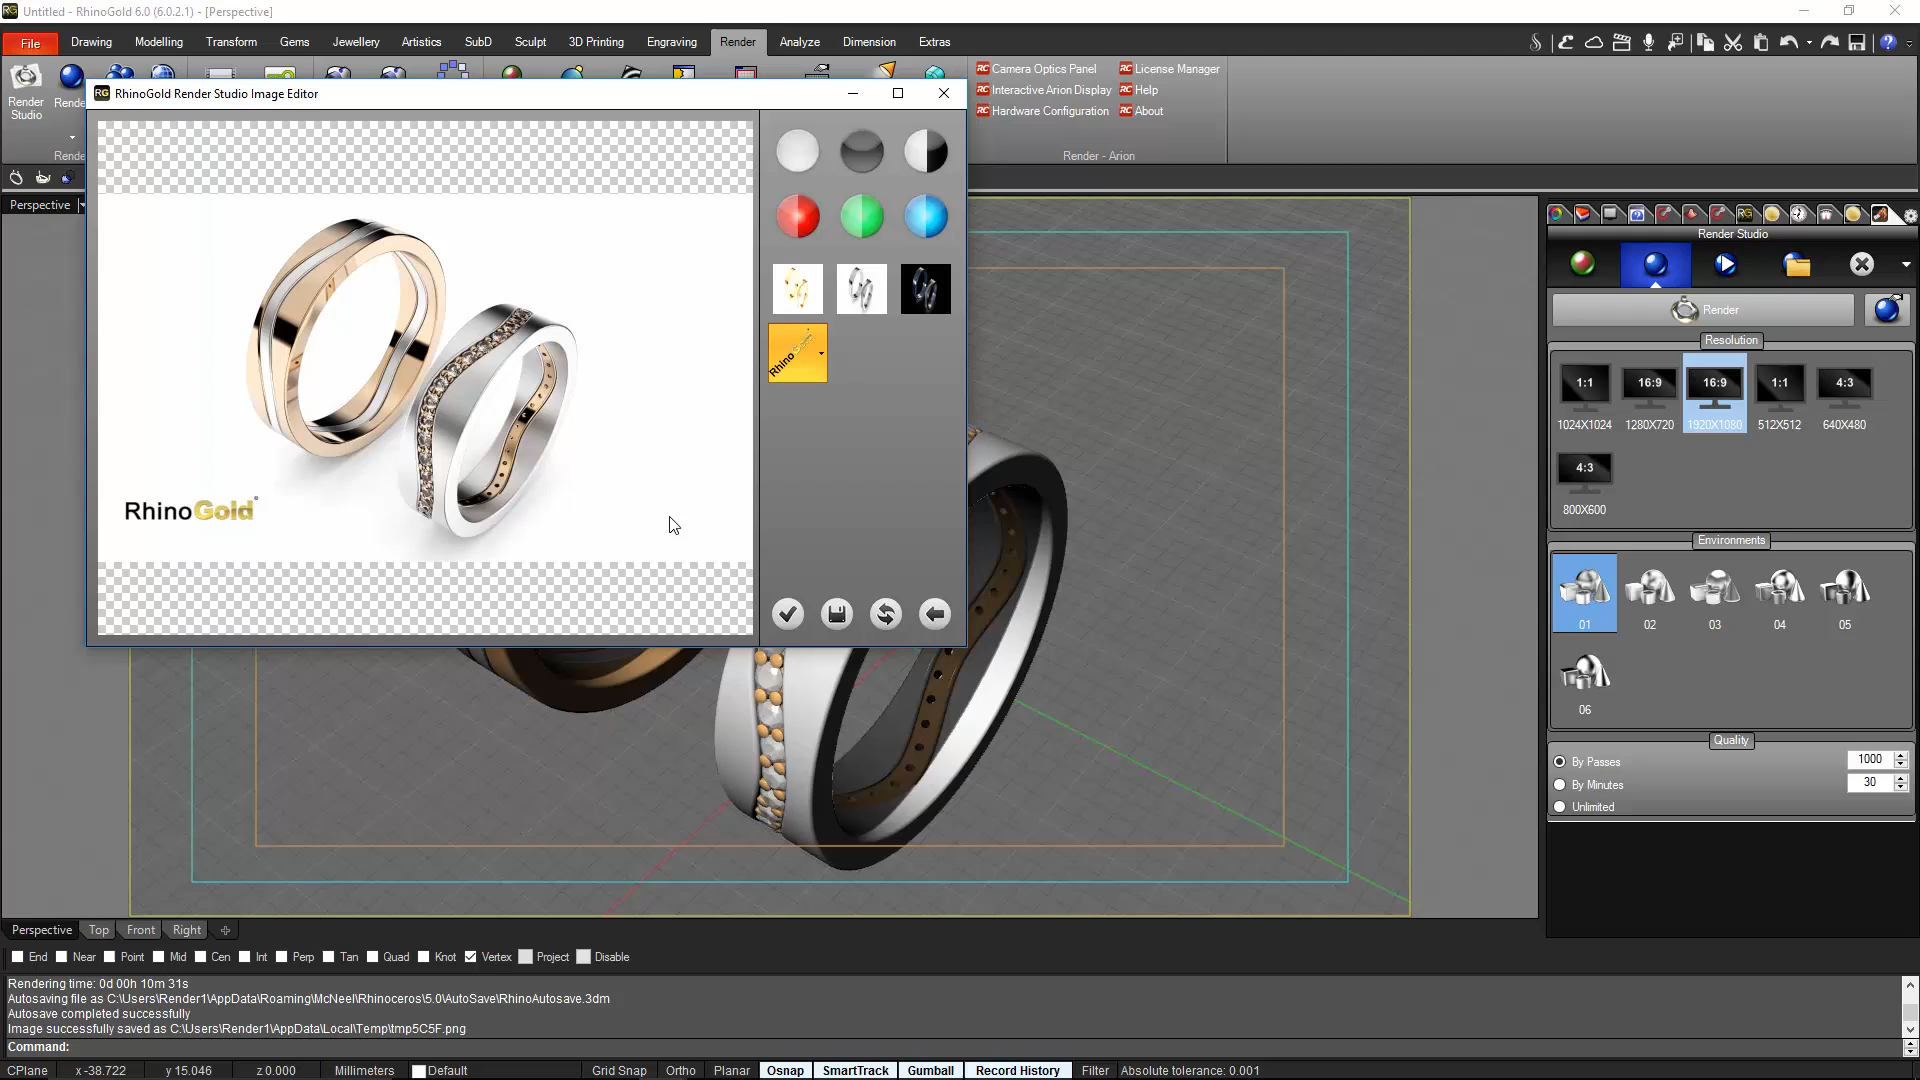 Untitled - RhinoGold 6.0 (6.0.2.1) - [Perspective]
File Drawing Modelling Transform Gems Jewellery Artistics SubD Sculpt 3D Printing Engraving Render Analyze Dimension Extras
Render Studio
Rende
Rende
Camera Optics Panel License Manager
Interactive Arion Display Help
Hardware Configuration About
Render - Arion
RhinoGold Render Studio Image Editor
RhinoGold
RhinoGold
Perspective
Render Studio
Render
Resolution
1:1 16:9 16:9 1:1 4:3
1024X1024 1280X720 1920X1080 512X512 640X480
4:3
800X600
Environments
01 02 03 04 05
06
Quality
By Passes 1000
By Minutes 30
Unlimited
Perspective Top Front Right
End Near Point Mid Cen Int Perp Tan Quad Knot Vertex Project Disable
Rendering time: 0d 00h 10m 31s
Autosaving file as C:\Users\Render1\AppData\Roaming\McNeel\Rhinoceros\5.0\AutoSave\RhinoAutosave.3dm
Autosave completed successfully
Image successfully saved as C:\Users\Render1\AppData\Local\Temp\tmp5C5F.png
Command:
CPlane x -38.722 y 15.046 z 0.000 Millimeters Default Grid Snap Ortho Planar Osnap SmartTrack Gumball Record History Filter Absolute tolerance: 0.001